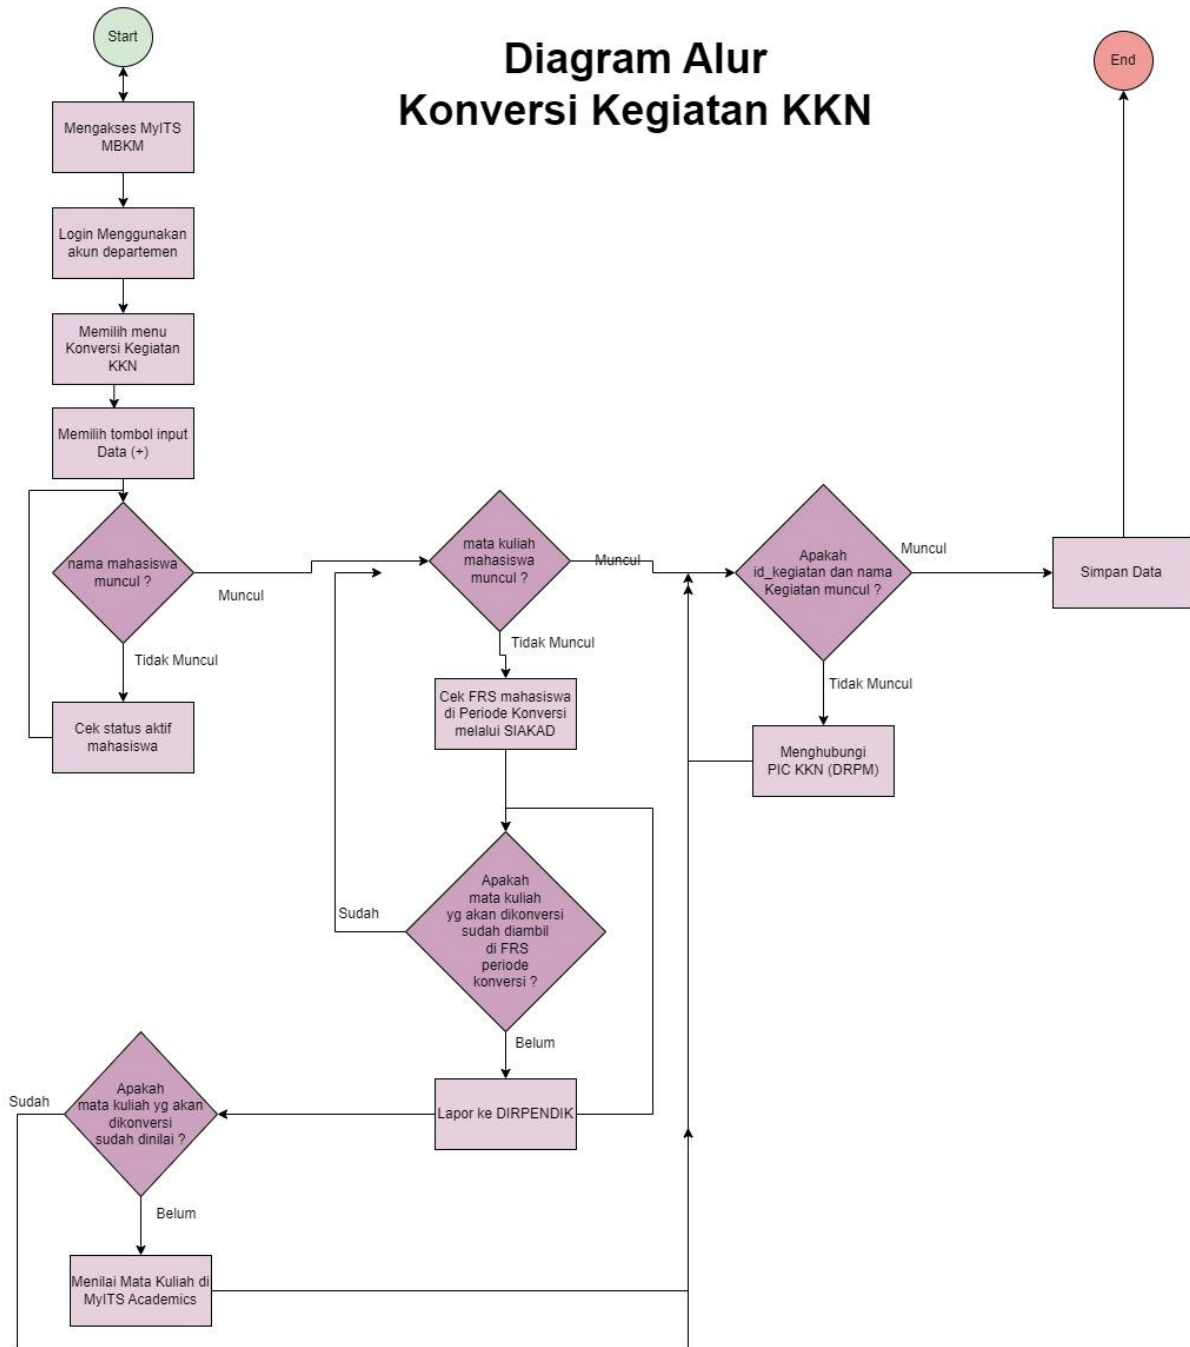 Start
Diagram Alur
Konversi Kegiatan KKN
End
Mengakses MyITS
MBKM
Login Menggunakan
akun departemen
Memilih menu
Konversi Kegiatan
KKN
Memilih tombol input
Data (+)
nama mahasiswa
muncul ?
Muncul
Tidak Muncul
Cek status aktif
mahasiswa
mata kuliah
mahasiswa
muncul ?
Muncul
Tidak Muncul
Cek FRS mahasiswa
di Periode Konversi
melalui SIAKAD
Apakah
id_kegiatan dan nama
Kegiatan muncul ?
Muncul
Simpan Data
Tidak Muncul
Menghubungi
PIC KKN (DRPM)
Apakah
mata kuliah
yg akan dikonversi
sudah diambil
di FRS
periode
konversi ?
Sudah
Belum
Lapor ke DIRPENDIK
Apakah
mata kuliah yg akan
dikonversi
sudah dinilai ?
Sudah
Belum
Menilai Mata Kuliah di
MyITS Academics